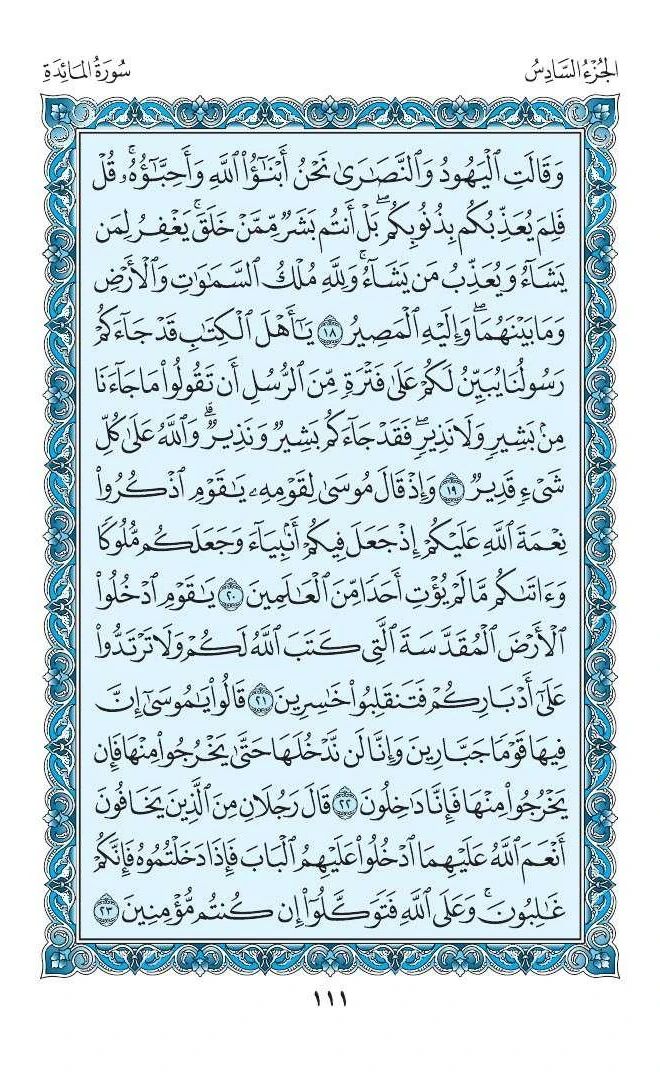 الجُزْءُ السَّادِسُ
سُورَةُ المَائِدَةِ
وَقَالَتِ ٱلْيَهُودُ وَٱلنَّصَٰرَىٰ نَحْنُ أَبْنَٰٓؤُا۟ ٱللَّهِ وَأَحِبَّٰٓؤُهُۥۚ قُلْ
فَلِمَ يُعَذِّبُكُم بِذُنُوبِكُمۖ بَلْ أَنتُم بَشَرٌ مِّمَّنْ خَلَقَۚ يَغْفِرُ لِمَن
يَشَآءُ وَيُعَذِّبُ مَن يَشَآءُۚ وَلِلَّهِ مُلْكُ ٱلسَّمَٰوَٰتِ وَٱلْأَرْضِ
وَمَا بَيْنَهُمَاۖ وَإِلَيْهِ ٱلْمَصِيرُ ١٨ يَٰٓأَهْلَ ٱلْكِتَٰبِ قَدْ جَآءَكُمْ
رَسُولُنَا يُبَيِّنُ لَكُمْ عَلَىٰ فَتْرَةٍ مِّنَ ٱلرُّسُلِ أَن تَقُولُوا۟ مَا جَآءَنَا
مِنۢ بَشِيرٍ وَلَا نَذِيرٍۖ فَقَدْ جَآءَكُم بَشِيرٌ وَنَذِيرٌۗ وَٱللَّهُ عَلَىٰ كُلِّ
شَىْءٍ قَدِيرٌ ١٩ وَإِذْ قَالَ مُوسَىٰ لِقَوْمِهِۦ يَٰقَوْمِ ٱذْكُرُوا۟
نِعْمَةَ ٱللَّهِ عَلَيْكُمْ إِذْ جَعَلَ فِيكُمْ أَنۢبِيَآءَ وَجَعَلَكُم مُّلُوكًا
وَءَاتَىٰكُم مَّا لَمْ يُؤْتِ أَحَدًا مِّنَ ٱلْعَٰلَمِينَ ٢٠ يَٰقَوْمِ ٱدْخُلُوا۟
ٱلْأَرْضَ ٱلْمُقَدَّسَةَ ٱلَّتِى كَتَبَ ٱللَّهُ لَكُمْ وَلَا تَرْتَدُّوا۟
عَلَىٰٓ أَدْبَارِكُمْ فَتَنقَلِبُوا۟ خَٰسِرِينَ ٢١ قَالُوا۟ يَٰمُوسَىٰٓ إِنَّ
فِيهَا قَوْمًا جَبَّارِينَ وَإِنَّا لَن نَّدْخُلَهَا حَتَّىٰ يَخْرُجُوا۟ مِنْهَا فَإِن
يَخْرُجُوا۟ مِنْهَا فَإِنَّا دَٰخِلُونَ ٢٢ قَالَ رَجُلَانِ مِنَ ٱلَّذِينَ يَخَافُونَ
أَنْعَمَ ٱللَّهُ عَلَيْهِمَا ٱدْخُلُوا۟ عَلَيْهِمُ ٱلْبَابَ فَإِذَا دَخَلْتُمُوهُ فَإِنَّكُمْ
غَٰلِبُونَۚ وَعَلَى ٱللَّهِ فَتَوَكَّلُوٓا۟ إِن كُنتُم مُّؤْمِنِينَ ٢٣
١١١